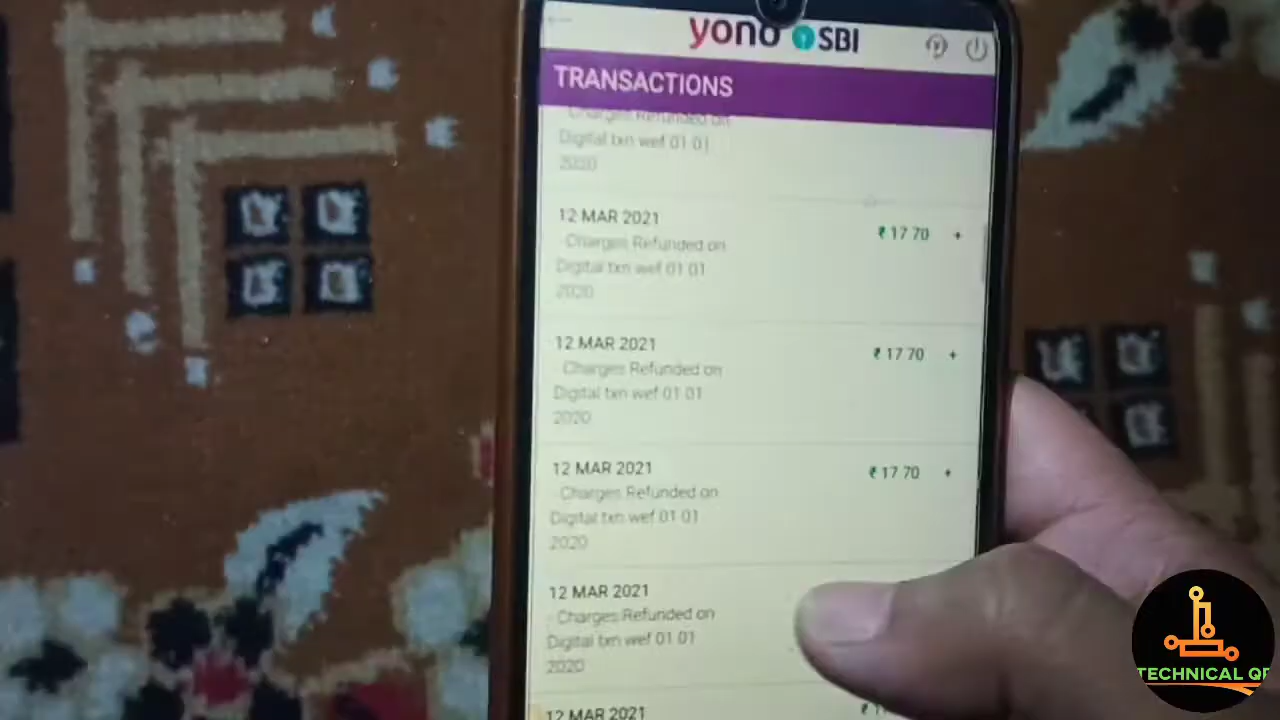 yono SBI
TRANSACTIONS
Charges Refunded on
Digital txn wef 01 01
2020
12 MAR 2021
₹ 17 70 +
Charges Refunded on
Digital txn wef 01 01
2020
12 MAR 2021
₹ 17 70 +
Charges Refunded on
Digital txn wef 01 01
2020
12 MAR 2021
₹ 17 70 +
Charges Refunded on
Digital txn wef 01 01
2020
12 MAR 2021
Charges Refunded on
Digital txn wef 01 01
2020
12 MAR 2021
TECHNICAL